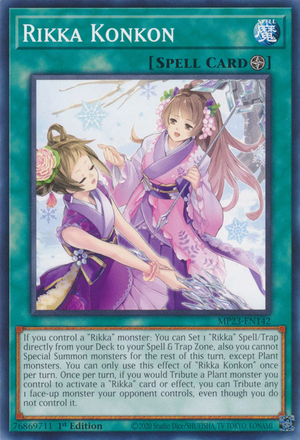 RIKKA KONKON
SPELL
魔
[SPELL CARD]
MP23-EN142
If you control a "Rikka" monster: You can Set 1 "Rikka" Spell/Trap
directly from your Deck to your Spell & Trap Zone, also you cannot
Special Summon monsters for the rest of this turn, except Plant
monsters. You can only use this effect of "Rikka Konkon" once
per turn. Once per turn, if you would Tribute a Plant monster you
control to activate a "Rikka" card or effect, you can Tribute any
1 face-up monster your opponent controls, even though you do
not control it.
76869711 1st Edition ©2020 Studio Dice/SHUEISHA, TV TOKYO, KONAMI